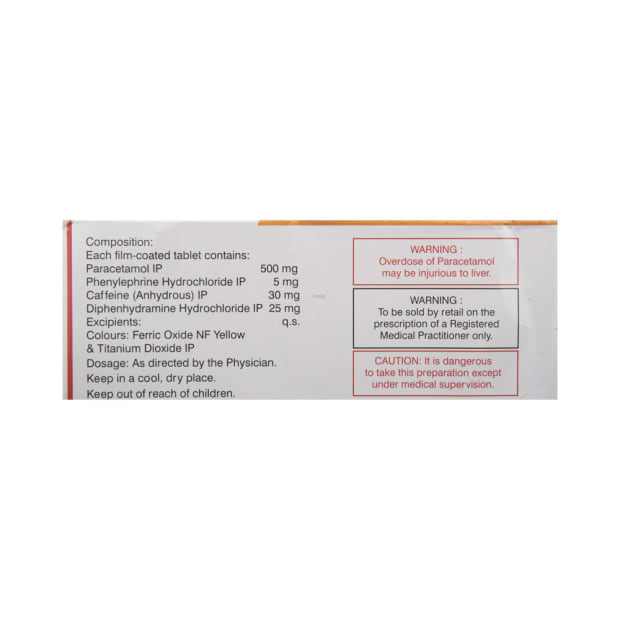 Composition:
Each film-coated tablet contains:
Paracetamol IP 500 mg
Phenylephrine Hydrochloride IP 5 mg
Caffeine (Anhydrous) IP 30 mg
Diphenhydramine Hydrochloride IP 25 mg
Excipients: q.s.
Colours: Ferric Oxide NF Yellow
& Titanium Dioxide IP
Dosage: As directed by the Physician.
Keep in a cool, dry place.
Keep out of reach of children.
WARNING :
Overdose of Paracetamol
may be injurious to liver.
WARNING :
To be sold by retail on the
prescription of a Registered
Medical Practitioner only.
CAUTION: It is dangerous
to take this preparation except
under medical supervision.